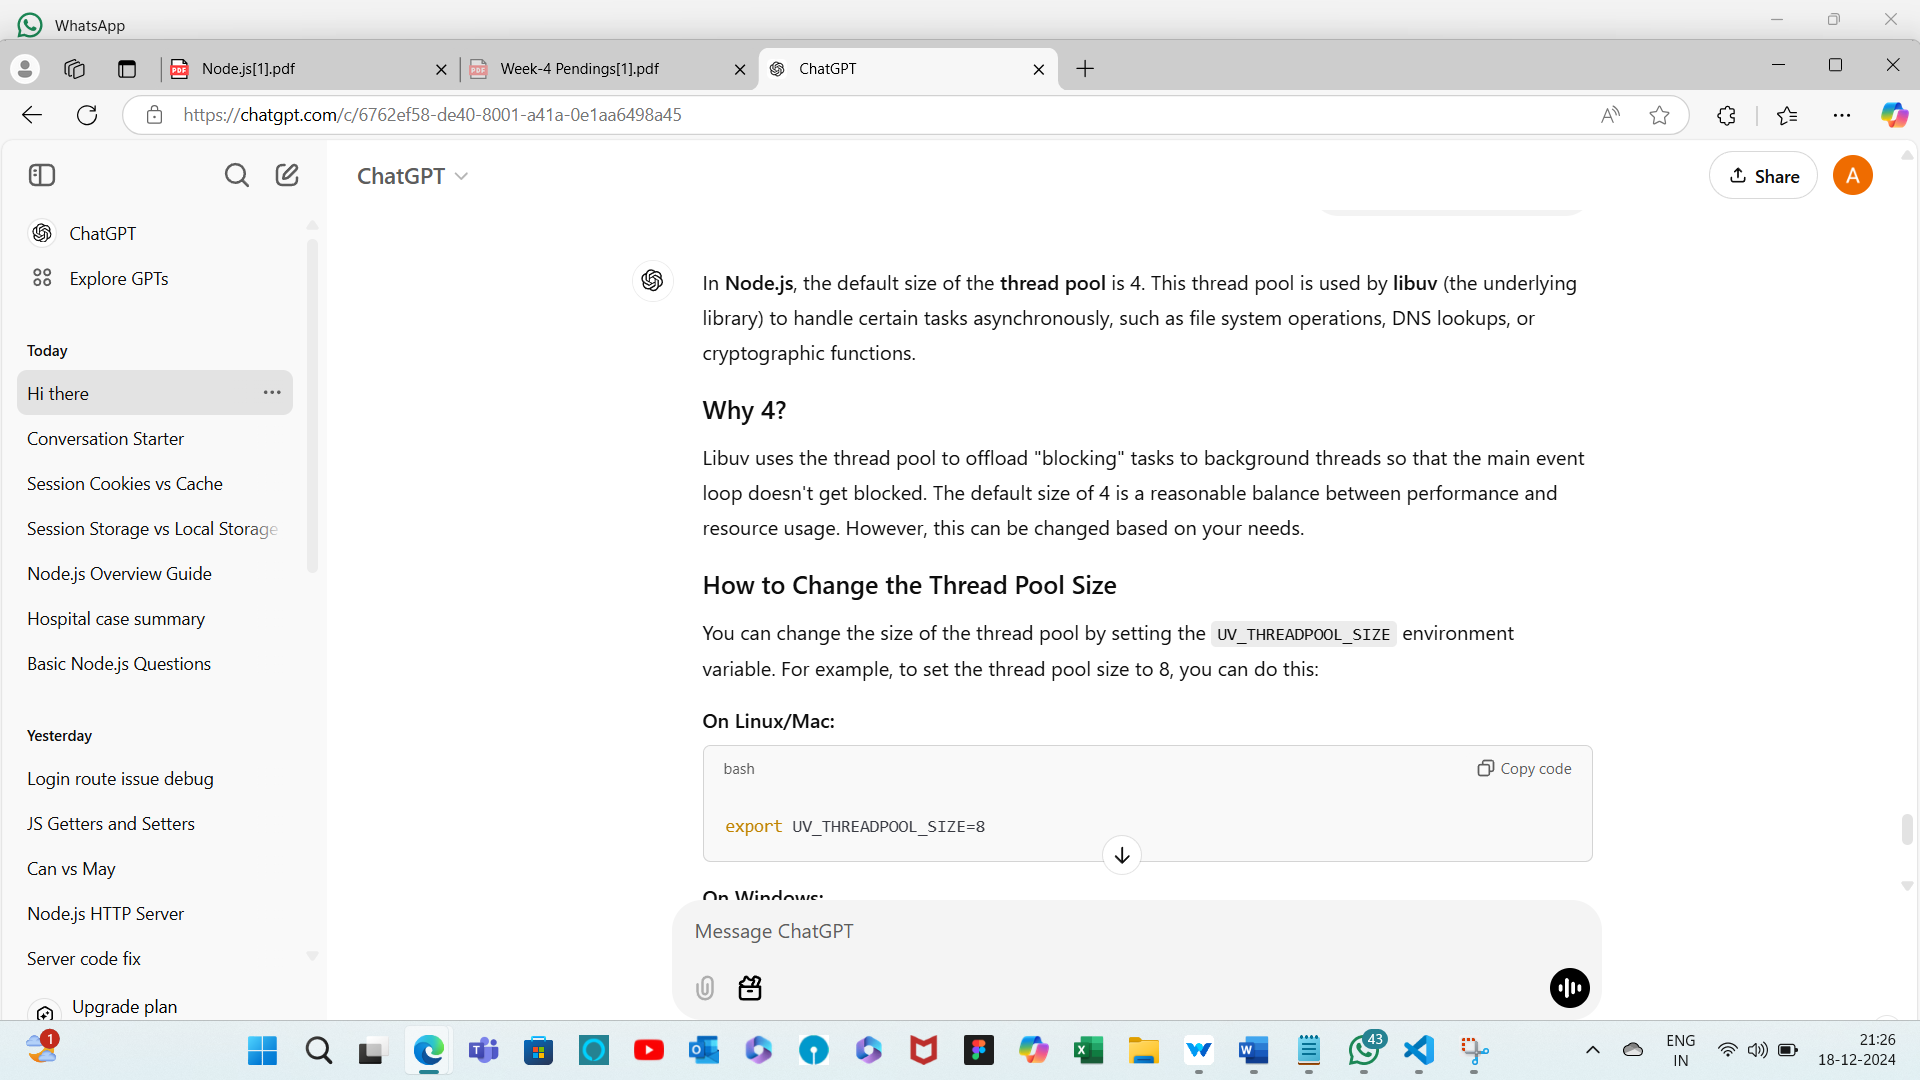 WhatsApp
Node.js[1].pdf
Week-4 Pendings[1].pdf
ChatGPT
https://chatgpt.com/c/6762ef58-de40-8001-a41a-0e1aa6498a45
ChatGPT
Share
A
ChatGPT
Explore GPTs
Today
Hi there
Conversation Starter
Session Cookies vs Cache
Session Storage vs Local Storage
Node.js Overview Guide
Hospital case summary
Basic Node.js Questions
Yesterday
Login route issue debug
JS Getters and Setters
Can vs May
Node.js HTTP Server
Server code fix
Upgrade plan
In Node.js, the default size of the thread pool is 4. This thread pool is used by libuv (the underlying
library) to handle certain tasks asynchronously, such as file system operations, DNS lookups, or
cryptographic functions.
Why 4?
Libuv uses the thread pool to offload "blocking" tasks to background threads so that the main event
loop doesn't get blocked. The default size of 4 is a reasonable balance between performance and
resource usage. However, this can be changed based on your needs.
How to Change the Thread Pool Size
You can change the size of the thread pool by setting the UV_THREADPOOL_SIZE environment
variable. For example, to set the thread pool size to 8, you can do this:
On Linux/Mac:
bash
Copy code
export UV_THREADPOOL_SIZE=8
On Windows:
Message ChatGPT
1
43
ENG
IN
21:26
18-12-2024